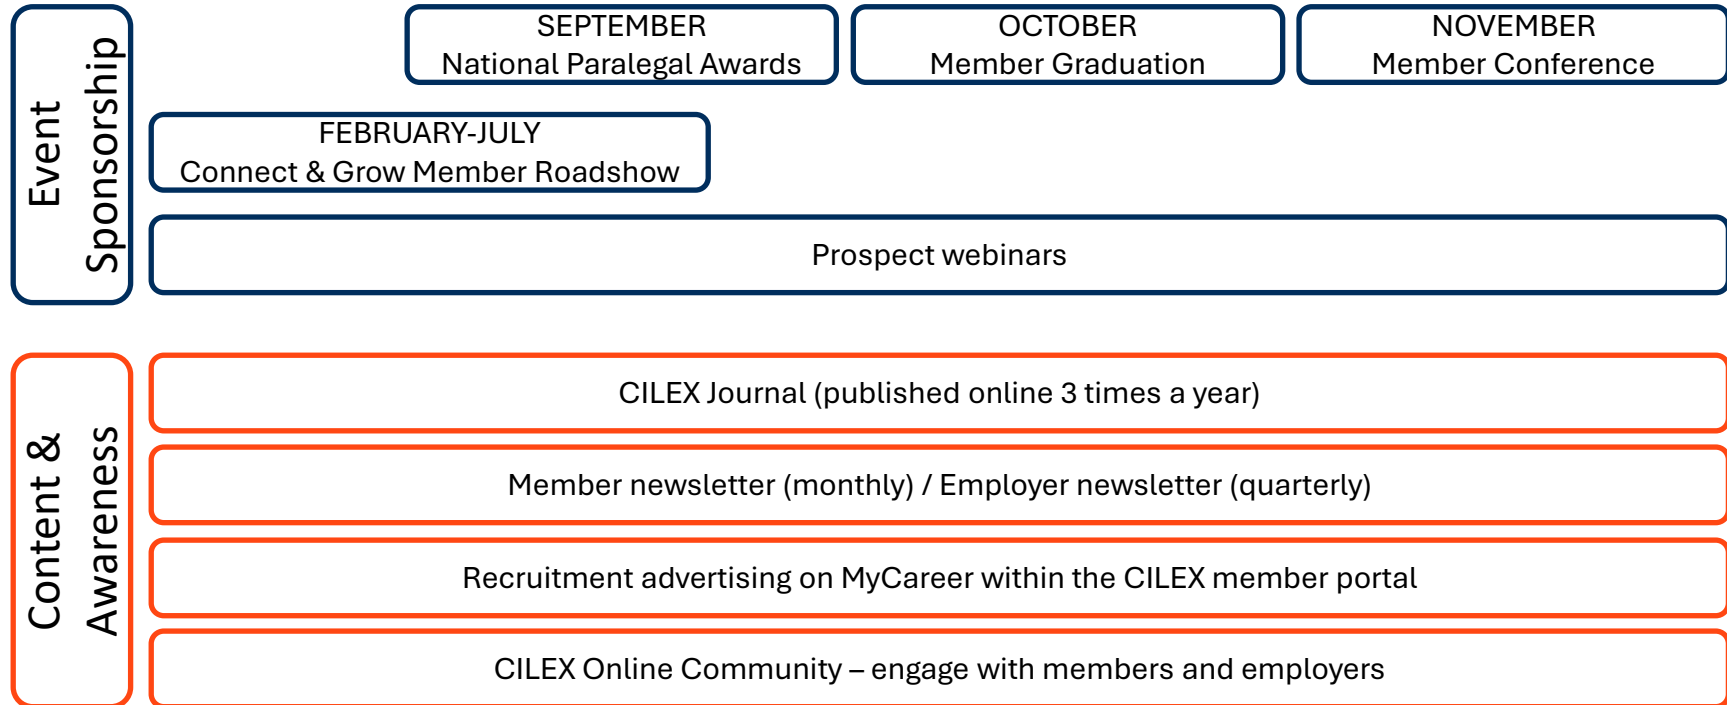 Event
Sponsorship
SEPTEMBER
National Paralegal Awards
OCTOBER
Member Graduation
NOVEMBER
Member Conference
FEBRUARY-JULY
Connect & Grow Member Roadshow
Prospect webinars
Content &
Awareness
CILEX Journal (published online 3 times a year)
Member newsletter (monthly) / Employer newsletter (quarterly)
Recruitment advertising on MyCareer within the CILEX member portal
CILEX Online Community – engage with members and employers